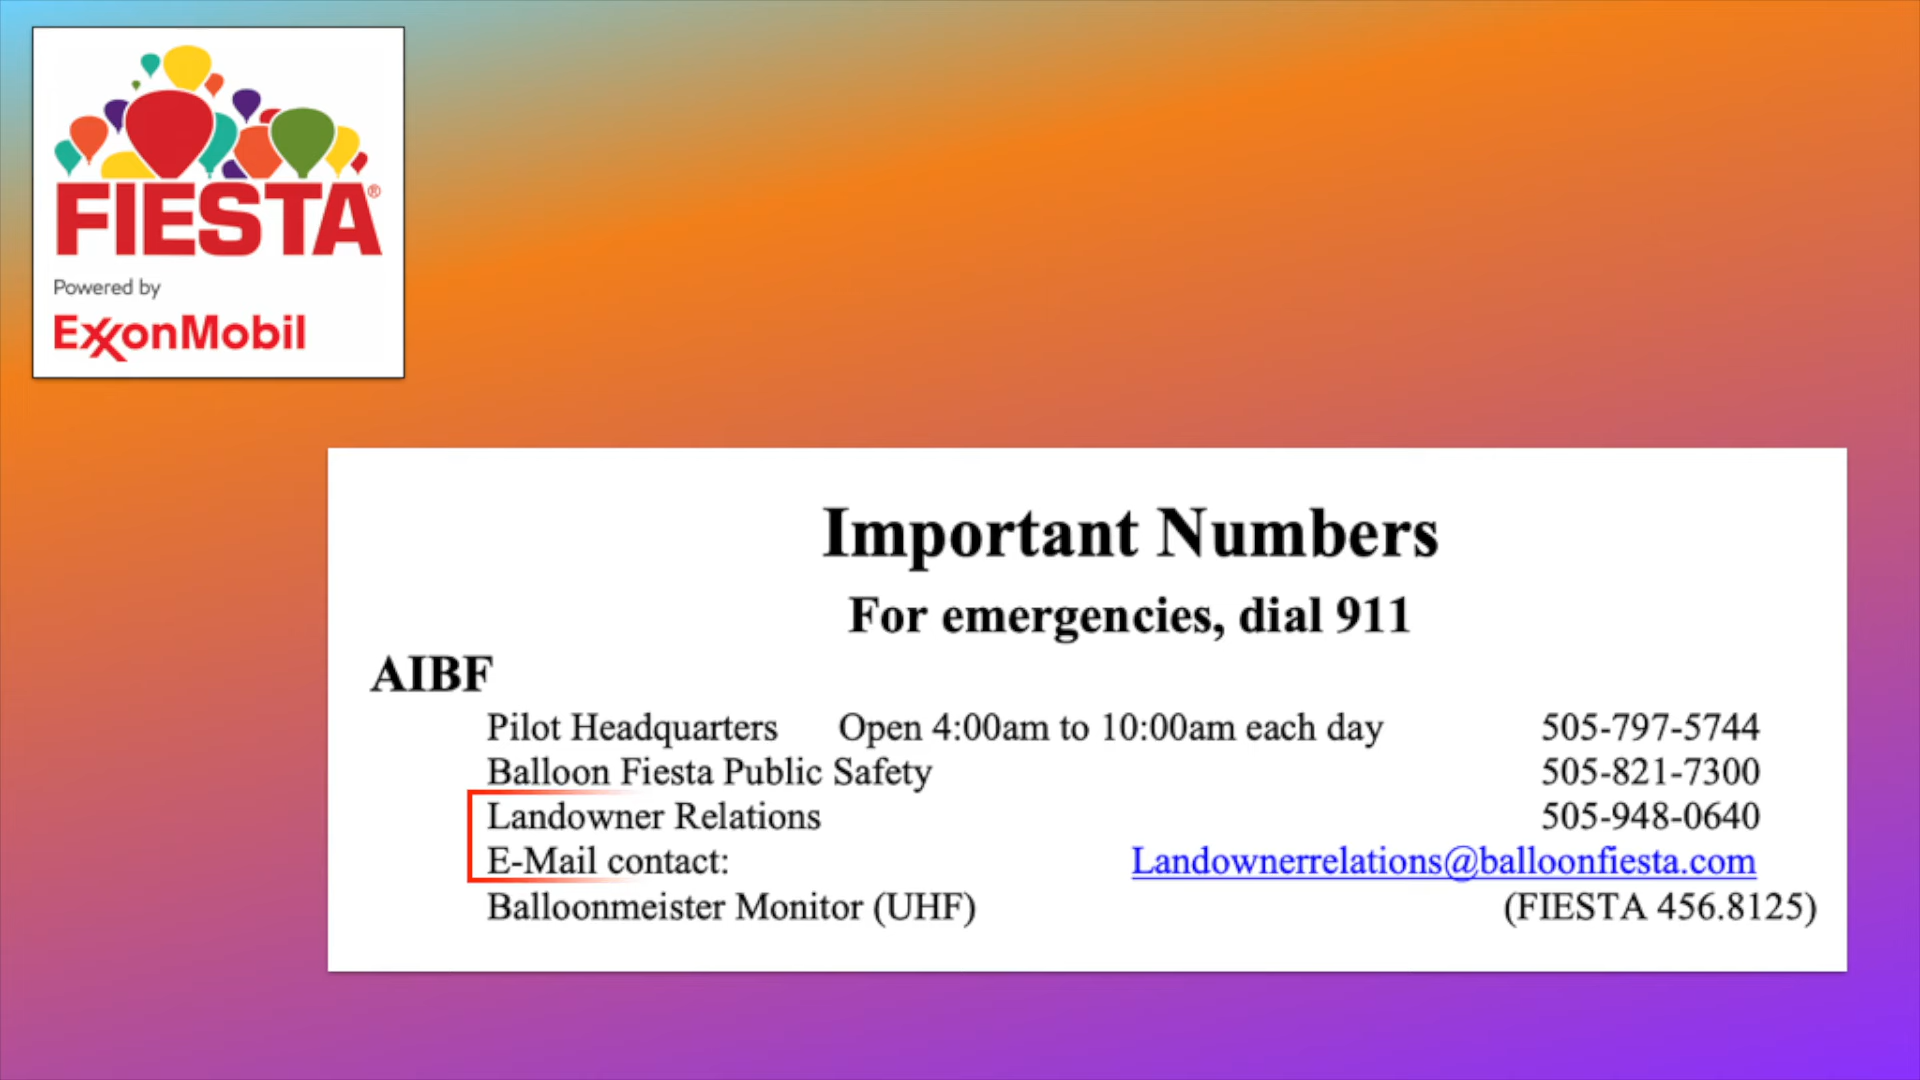 FIESTA®
Powered by
ExxonMobil
Important Numbers
For emergencies, dial 911
AIBF
Pilot Headquarters Open 4:00am to 10:00am each day 505-797-5744
Balloon Fiesta Public Safety 505-821-7300
Landowner Relations 505-948-0640
E-Mail contact: Landownerrelations@balloonfiesta.com
Balloonmeister Monitor (UHF) (FIESTA 456.8125)